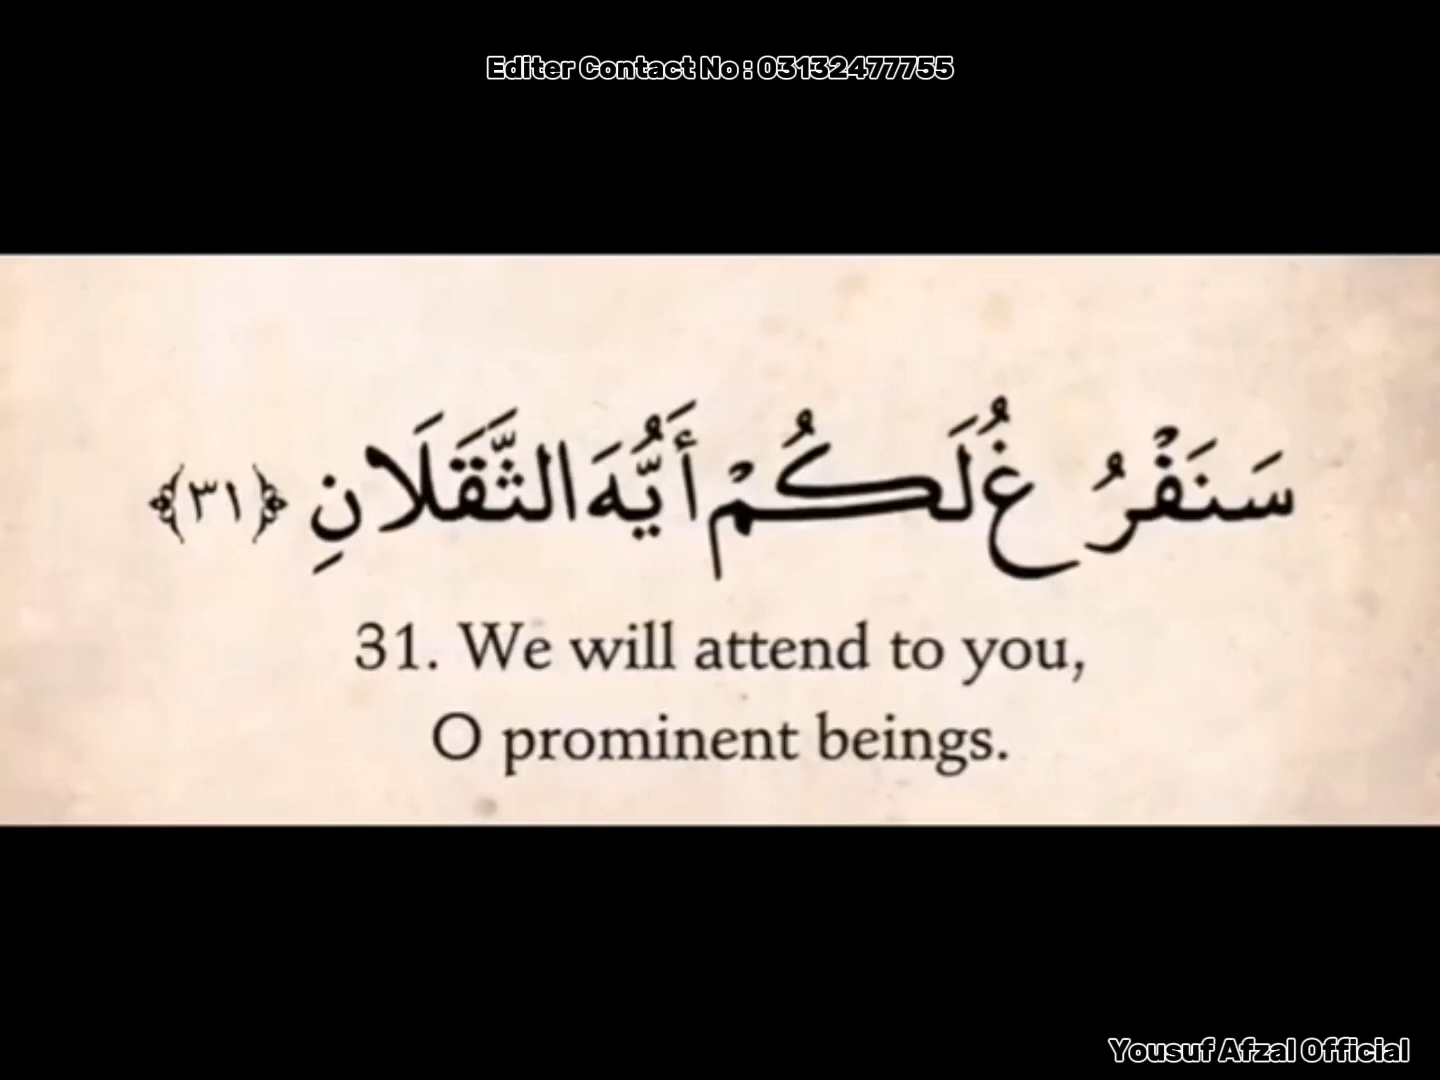 Editer Contact No : 03132477755
سَنَفْرُ غُ لَكُمْ أَيُّهَ الثَّقَلَانِ ﴿٣١﴾
31. We will attend to you,
O prominent beings.
Yousuf Afzal Official